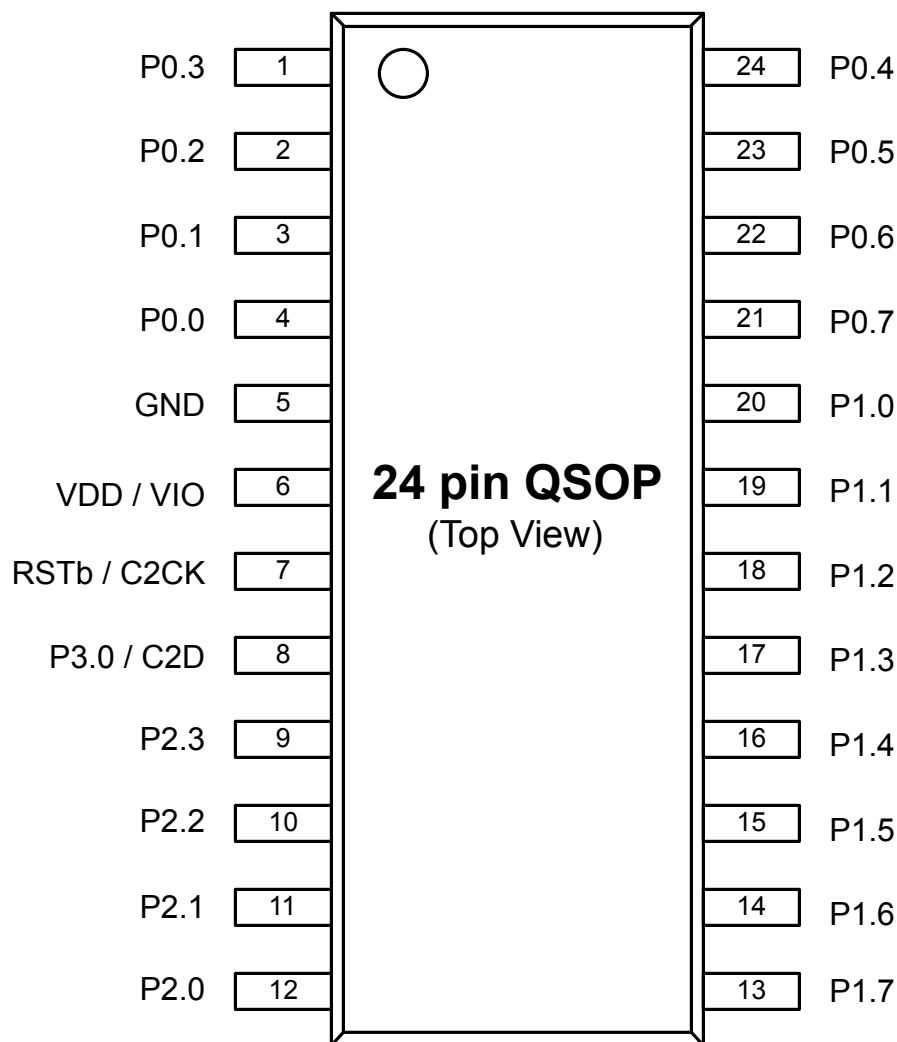 P0.3 1 24 P0.4
P0.2 2 23 P0.5
P0.1 3 22 P0.6
P0.0 4 21 P0.7
GND 5 20 P1.0
VDD / VIO 6 24 pin QSOP 19 P1.1
(Top View)
RSTb / C2CK 7 18 P1.2
P3.0 / C2D 8 17 P1.3
P2.3 9 16 P1.4
P2.2 10 15 P1.5
P2.1 11 14 P1.6
P2.0 12 13 P1.7